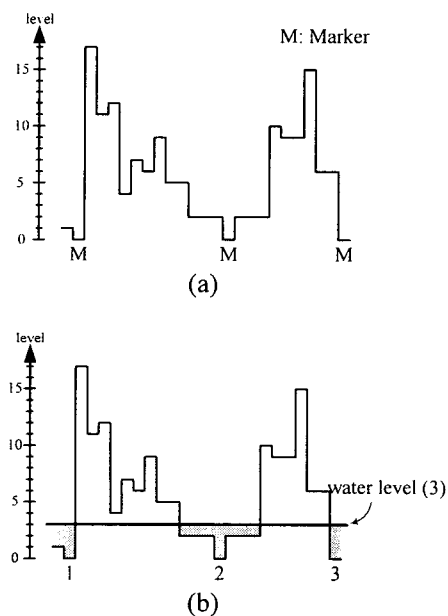 level
M: Marker
15
10
5
0
M M M
(a)
level
15
10
water level (3)
5
0
1 2 3
(b)